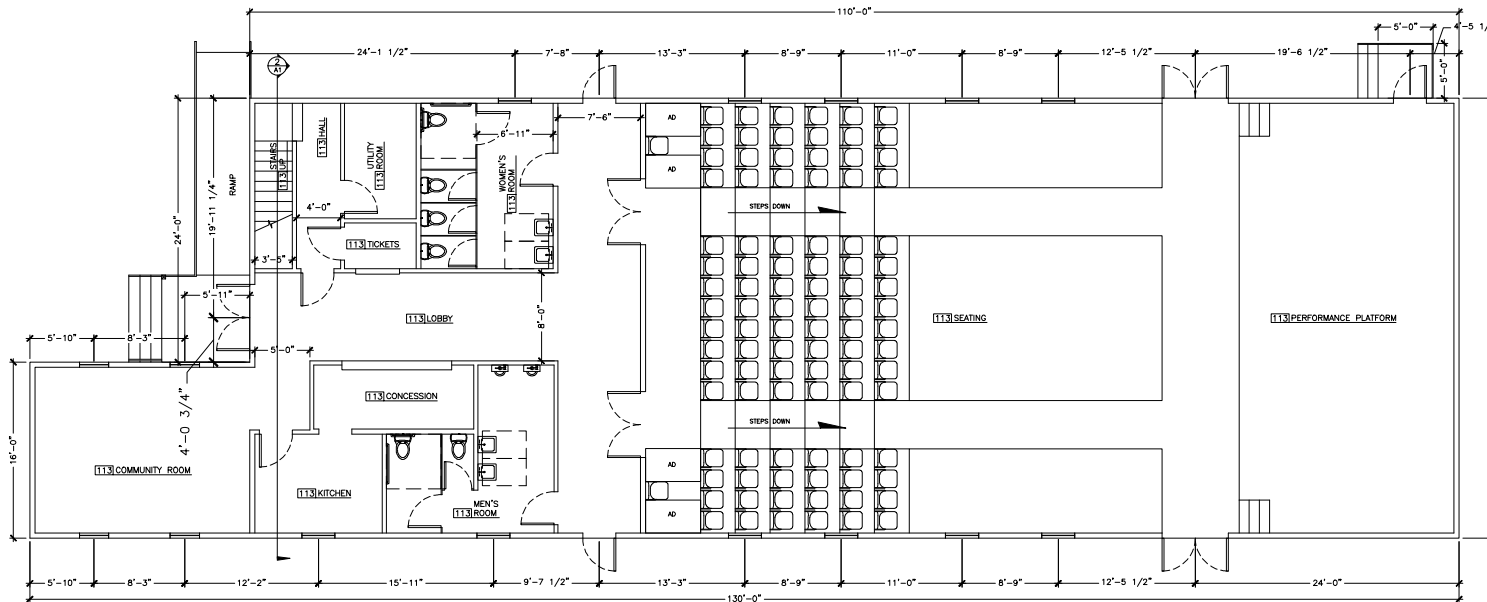 110'-0"
5'-0"
24'-1 1/2"
7'-8"
13'-3"
8'-9"
11'-0"
8'-9"
12'-5 1/2"
19'-6 1/2"
5'-0"
2
A1
7'-6"
6'-11"
AD
AD
113 HALL
UTILITY
113 ROOM
WOMEN'S
113 ROOM
STAIRS
113 UP
RAMP
24'-0"
19'-11 1/4"
4'-0"
113 TICKETS
3'-6"
STEPS DOWN
5'-11"
113 LOBBY
8'-0"
113 SEATING
113 PERFORMANCE PLATFORM
5'-10"
8'-3"
5'-0"
4'-0 3/4"
113 CONCESSION
STEPS DOWN
16'-0"
113 COMMUNITY ROOM
113 KITCHEN
MEN'S
113 ROOM
AD
AD
5'-10"
8'-3"
12'-2"
15'-11"
9'-7 1/2"
13'-3"
8'-9"
11'-0"
8'-9"
12'-5 1/2"
24'-0"
130'-0"